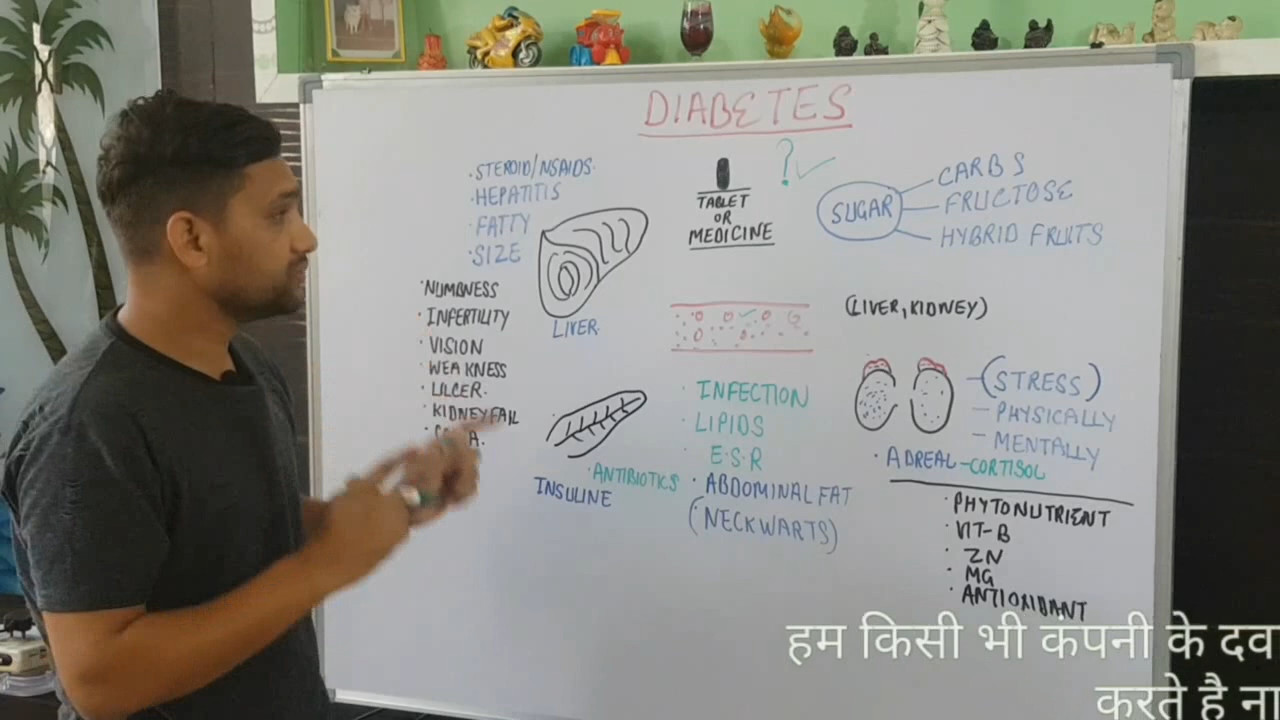 DIABETES
STEROID/NSAIDS
HEPATITIS
FATTY
SIZE
LIVER
NUMBNESS
INFERTILITY
VISION
WEAKNESS
ULCER
KIDNEY FAIL
INSULINE
ANTIBIOTICS
?
TABLET
OR
MEDICINE
SUGAR
CARBS
FRUCTOSE
HYBRID FRUITS
INFECTION
LIPIDS
E.S.R
ABDOMINAL FAT
(NECKWARTS)
(LIVER, KIDNEY)
(STRESS)
PHYSICALLY
MENTALLY
ADREAL-CORTISOL
PHYTONUTRIENT
VIT-B
ZN
MG
ANTIOXIDANT
हम किसी भी कंपनी के दव
करते है ना